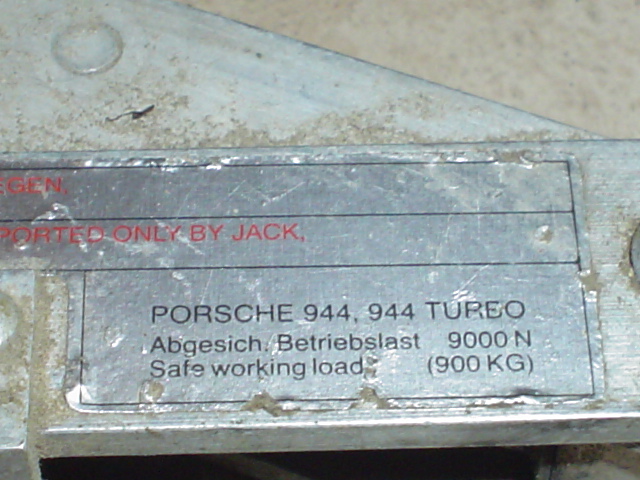 EGEN,
PORTED ONLY BY JACK,
PORSCHE 944, 944 TURBO
Abgesich. Betriebslast 9000 N
Safe working load (900 KG)